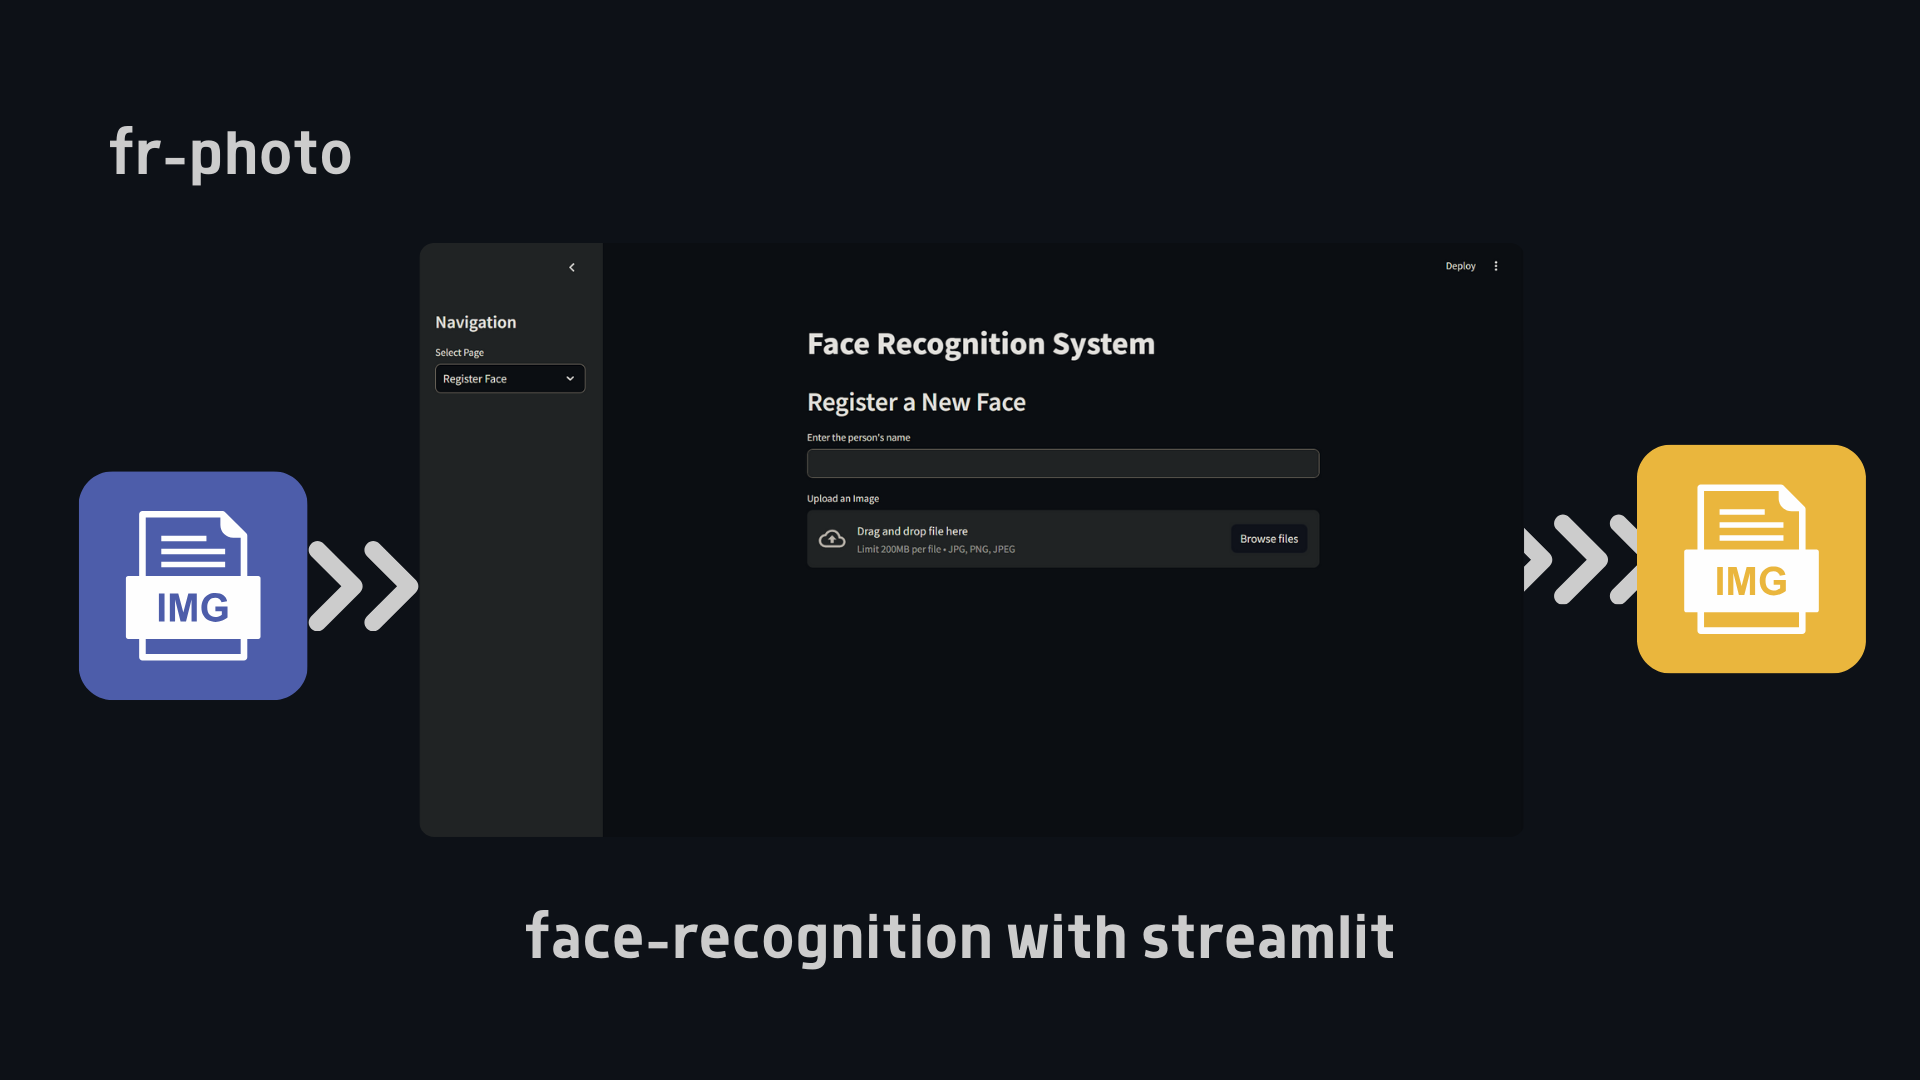 fr-photo
Deploy
Navigation
Select Page
Register Face
Face Recognition System
Register a New Face
Enter the person's name
Upload an Image
Drag and drop file here
Limit 200MB per file • JPG, PNG, JPEG
Browse files
IMG
IMG
face-recognition with streamlit